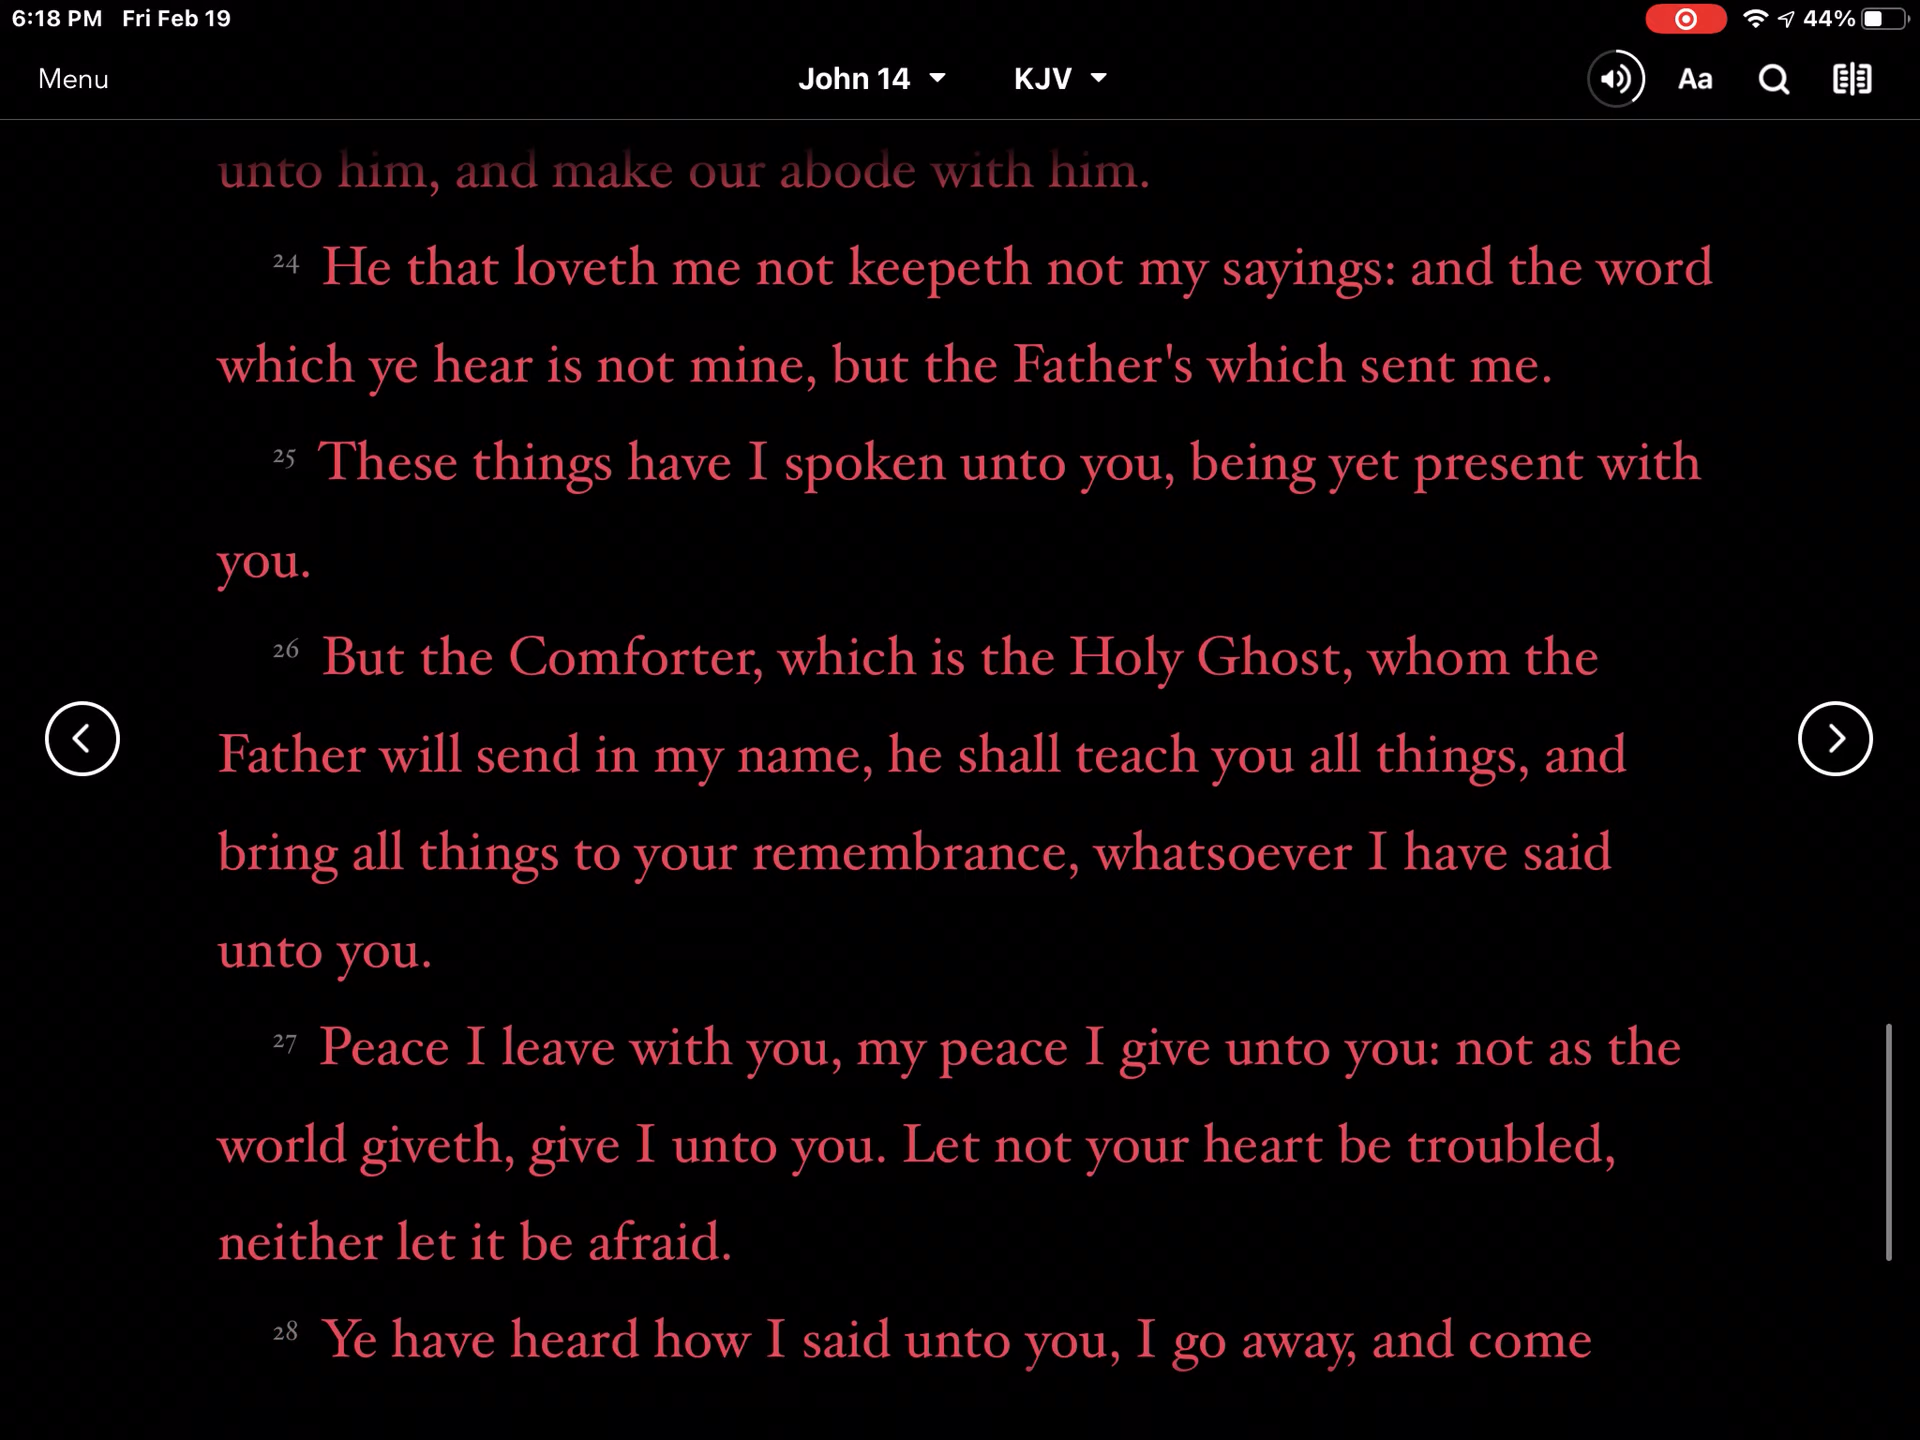 6:18 PM Fri Feb 19 44%
Menu John 14 KJV Aa
unto him, and make our abode with him.
24 He that loveth me not keepeth not my sayings: and the word
which ye hear is not mine, but the Father's which sent me.
25 These things have I spoken unto you, being yet present with
you.
26 But the Comforter, which is the Holy Ghost, whom the
Father will send in my name, he shall teach you all things, and
bring all things to your remembrance, whatsoever I have said
unto you.
27 Peace I leave with you, my peace I give unto you: not as the
world giveth, give I unto you. Let not your heart be troubled,
neither let it be afraid.
28 Ye have heard how I said unto you, I go away, and come